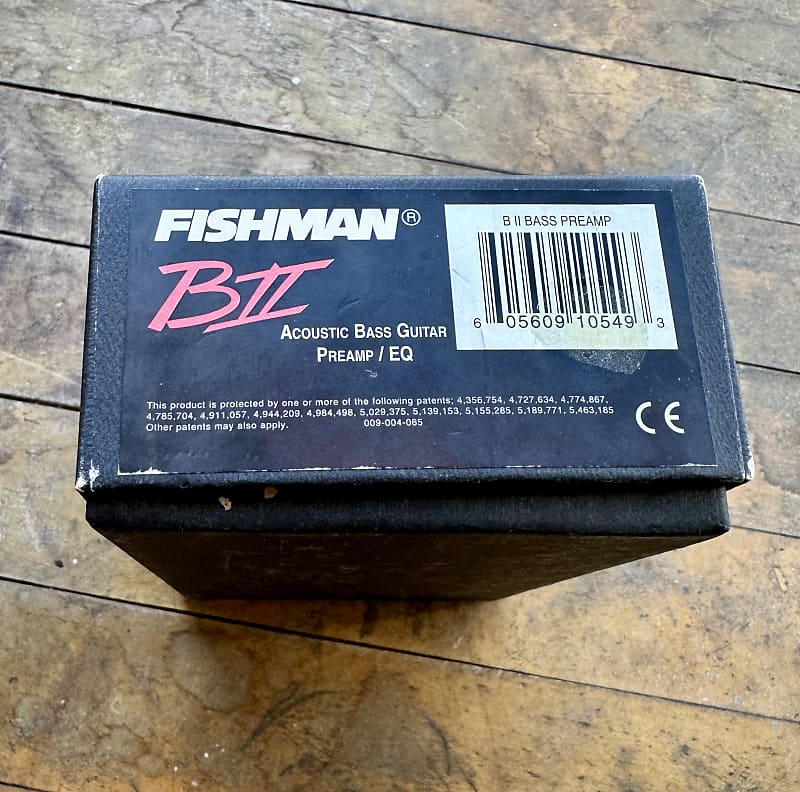 FISHMAN®
BII
ACOUSTIC BASS GUITAR
PREAMP / EQ
B II BASS PREAMP
6 05609 10549 3
This product is protected by one or more of the following patents; 4,356,754, 4,727,634, 4,774,867,
4,785,704, 4,911,057, 4,944,209, 4,984,498, 5,029,375, 5,139,153, 5,155,285, 5,189,771, 5,463,185
Other patents may also apply. 009-004-065
CE